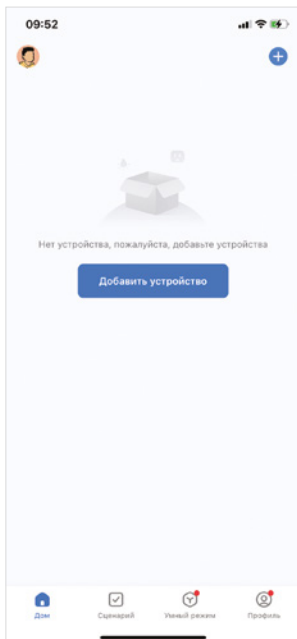 09:52
Нет устройства, пожалуйста, добавьте устройства
Добавить устройство
Дом
Сценарий
Умный режим
Профиль